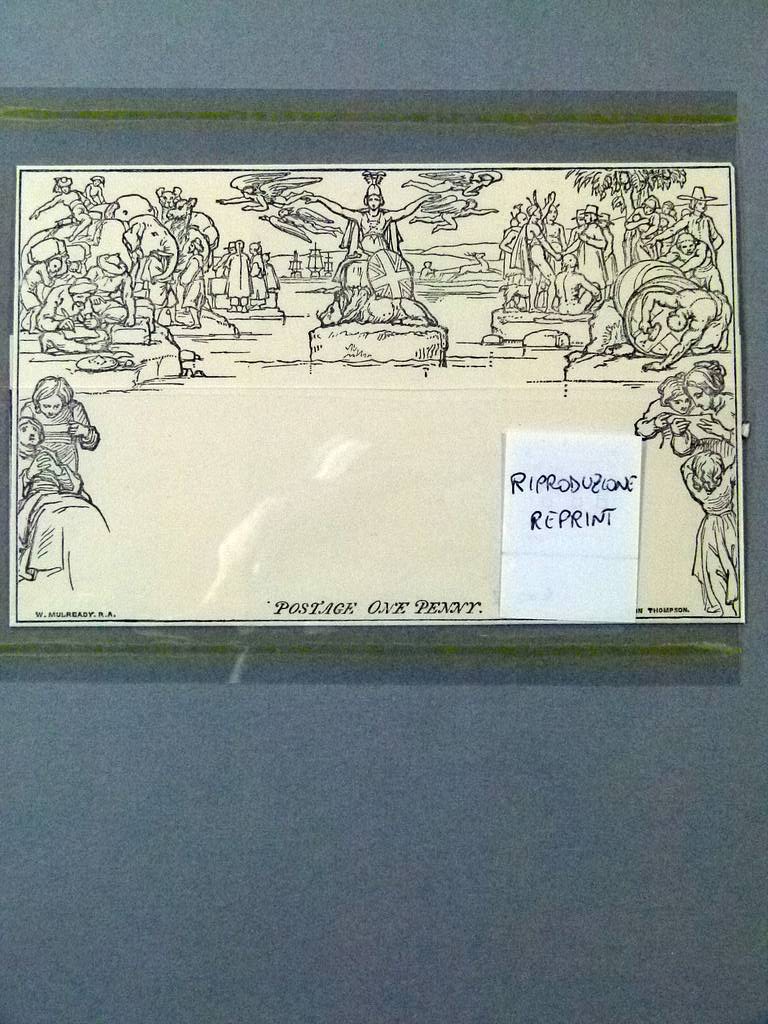 RIPRODUZIONE
REPRINT
POSTAGE ONE PENNY.
W. MULREADY. R.A.
THOMPSON.